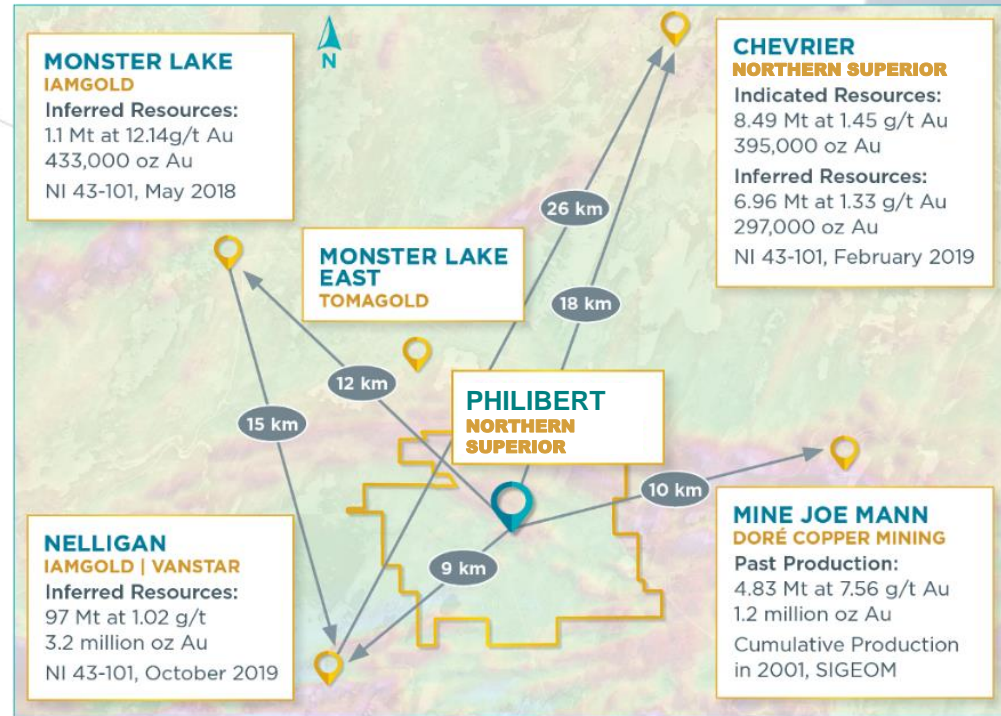 MONSTER LAKE
IAMGOLD
Inferred Resources:
1.1 Mt at 12.14g/t Au
433,000 oz Au
NI 43-101, May 2018
N
CHEVRIER
NORTHERN SUPERIOR
Indicated Resources:
8.49 Mt at 1.45 g/t Au
395,000 oz Au
Inferred Resources:
6.96 Mt at 1.33 g/t Au
297,000 oz Au
NI 43-101, February 2019
26 km
MONSTER LAKE
EAST
TOMAGOLD
18 km
12 km
15 km
PHILIBERT
NORTHERN
SUPERIOR
10 km
9 km
NELLIGAN
IAMGOLD | VANSTAR
Inferred Resources:
97 Mt at 1.02 g/t
3.2 million oz Au
NI 43-101, October 2019
MINE JOE MANN
DORÉ COPPER MINING
Past Production:
4.83 Mt at 7.56 g/t Au
1.2 million oz Au
Cumulative Production
in 2001, SIGEOM